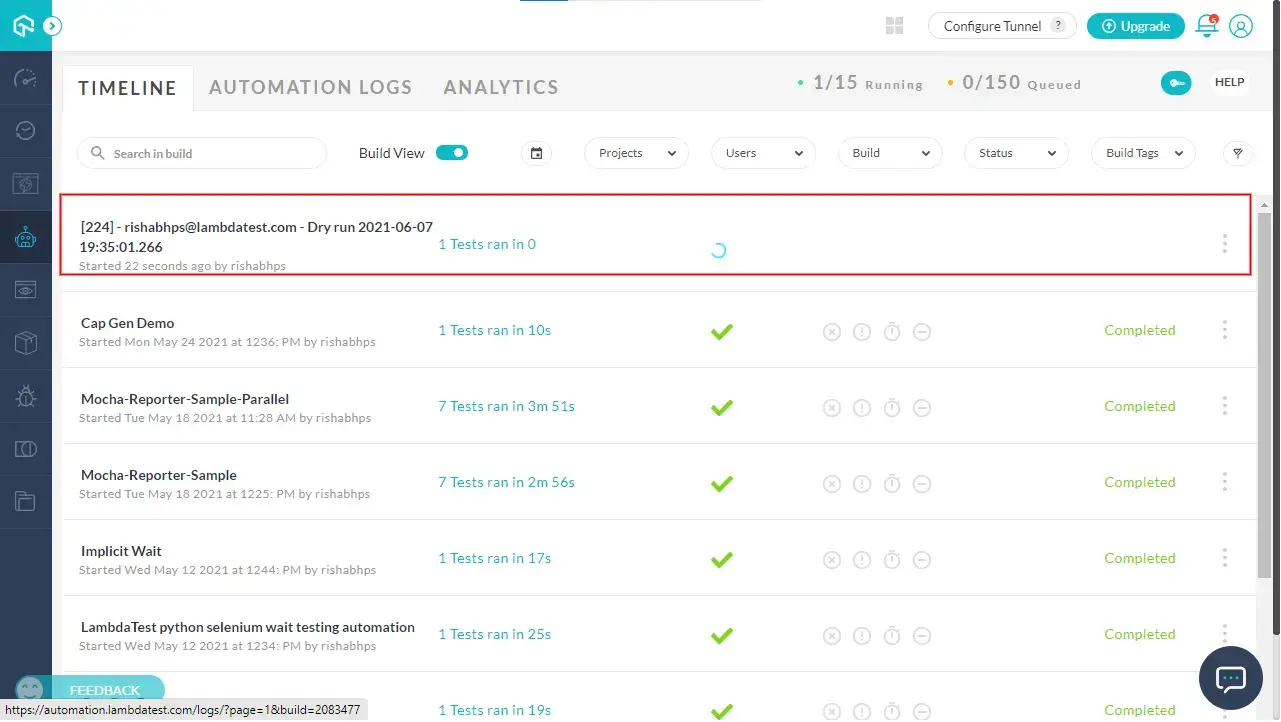 Configure Tunnel ?
Upgrade
5
TIMELINE
AUTOMATION LOGS
ANALYTICS
1/15 Running
0/150 Queued
HELP
Search in build
Build View
Projects
Users
Build
Status
Build Tags
[224] - rishabhps@lambdatest.com - Dry run 2021-06-07
19:35:01.266
Started 22 seconds ago by rishabhps
1 Tests ran in 0
Cap Gen Demo
Started Mon May 24 2021 at 1236: PM by rishabhps
1 Tests ran in 10s
Completed
Mocha-Reporter-Sample-Parallel
Started Tue May 18 2021 at 11:28 AM by rishabhps
7 Tests ran in 3m 51s
Completed
Mocha-Reporter-Sample
Started Tue May 18 2021 at 1225: PM by rishabhps
7 Tests ran in 2m 56s
Completed
Implicit Wait
Started Wed May 12 2021 at 1244: PM by rishabhps
1 Tests ran in 17s
Completed
LambdaTest python selenium wait testing automation
Started Wed May 12 2021 at 1234: PM by rishabhps
1 Tests ran in 25s
Completed
FEEDBACK
1 Tests ran in 19s
Completed
https://automation.lambdatest.com/logs/?page=1&build=2083477